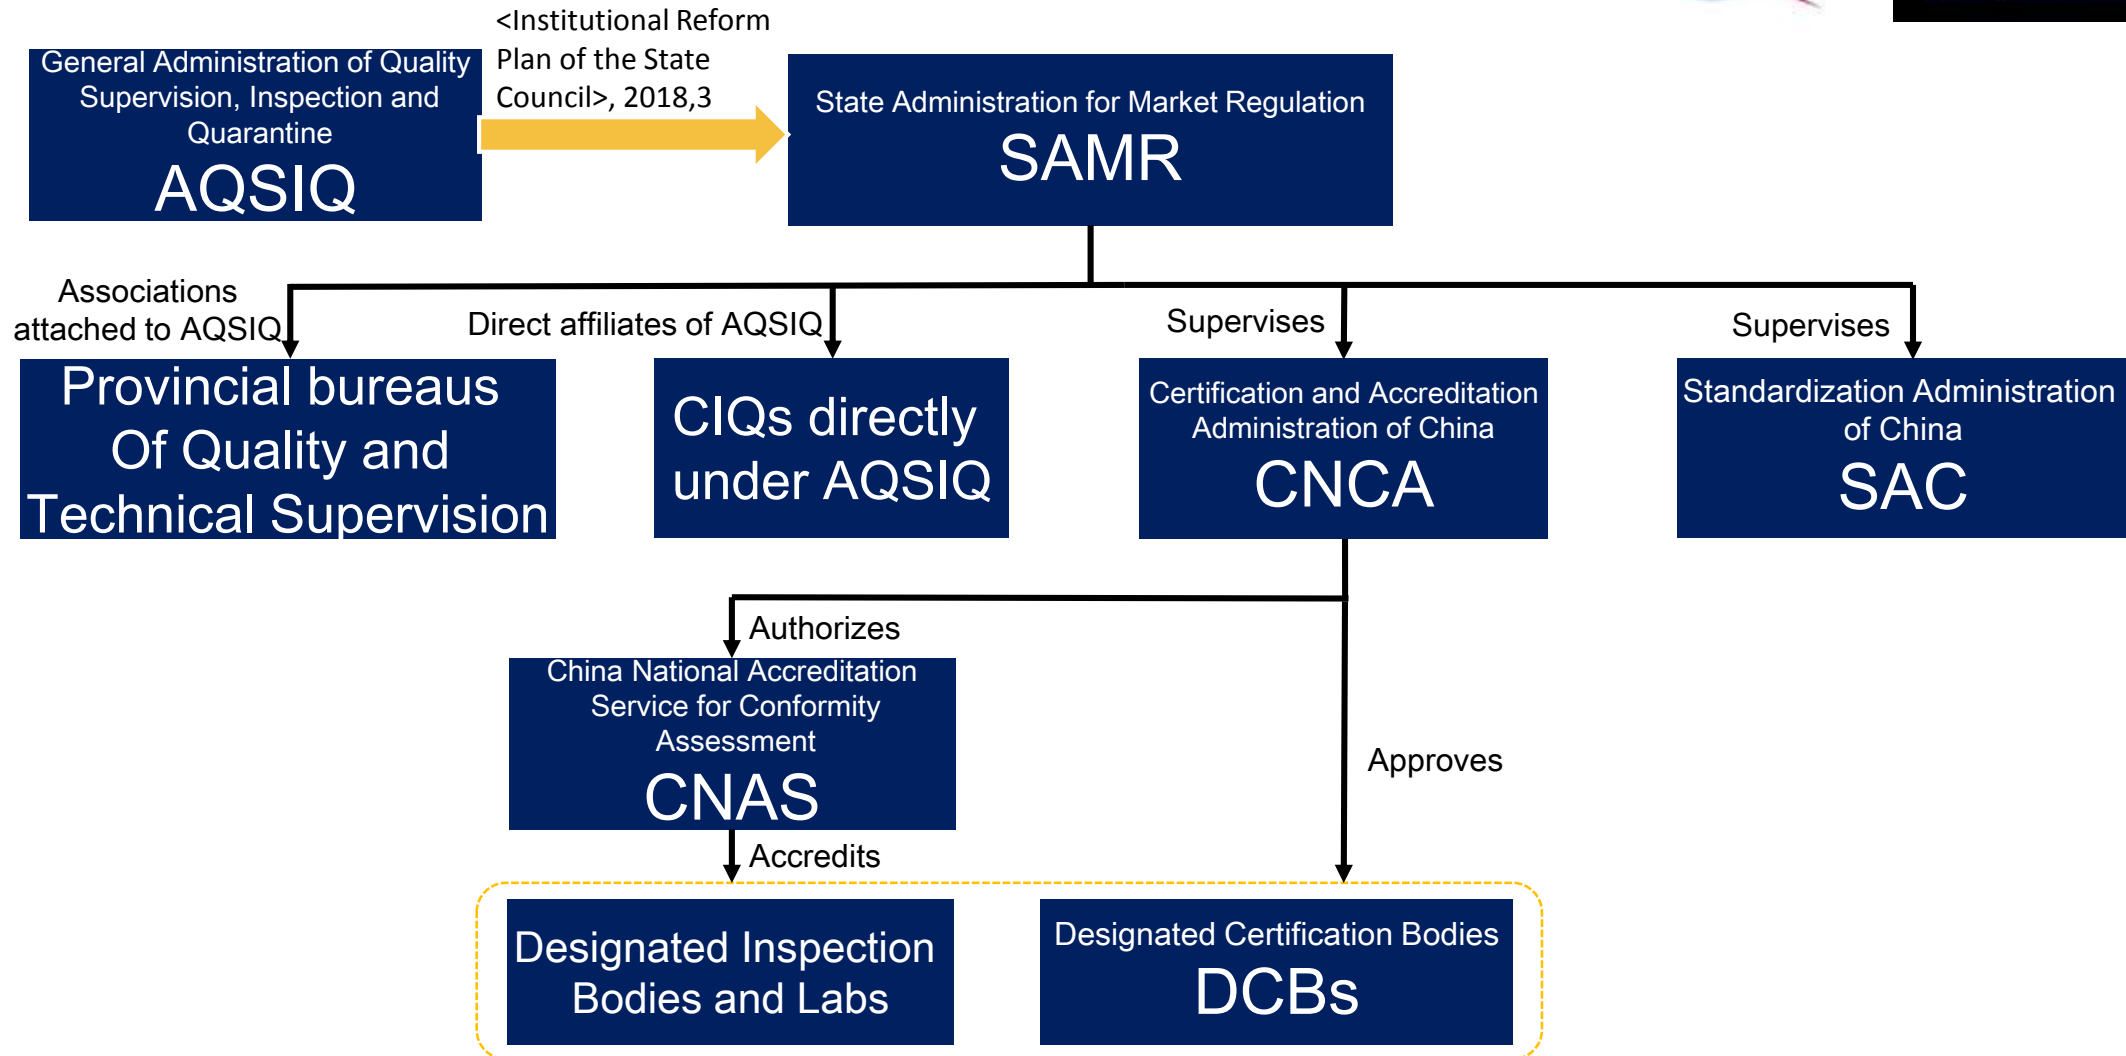 <Institutional Reform
Plan of the State
Council>, 2018,3
General Administration of Quality
Supervision, Inspection and
Quarantine
AQSIQ
State Administration for Market Regulation
SAMR
Associations
attached to AQSIQ
Direct affiliates of AQSIQ
Supervises
Supervises
Provincial bureaus
Of Quality and
Technical Supervision
CIQs directly
under AQSIQ
Certification and Accreditation
Administration of China
CNCA
Standardization Administration
of China
SAC
Authorizes
China National Accreditation
Service for Conformity
Assessment
CNAS
Approves
Accredits
Designated Inspection
Bodies and Labs
Designated Certification Bodies
DCBs